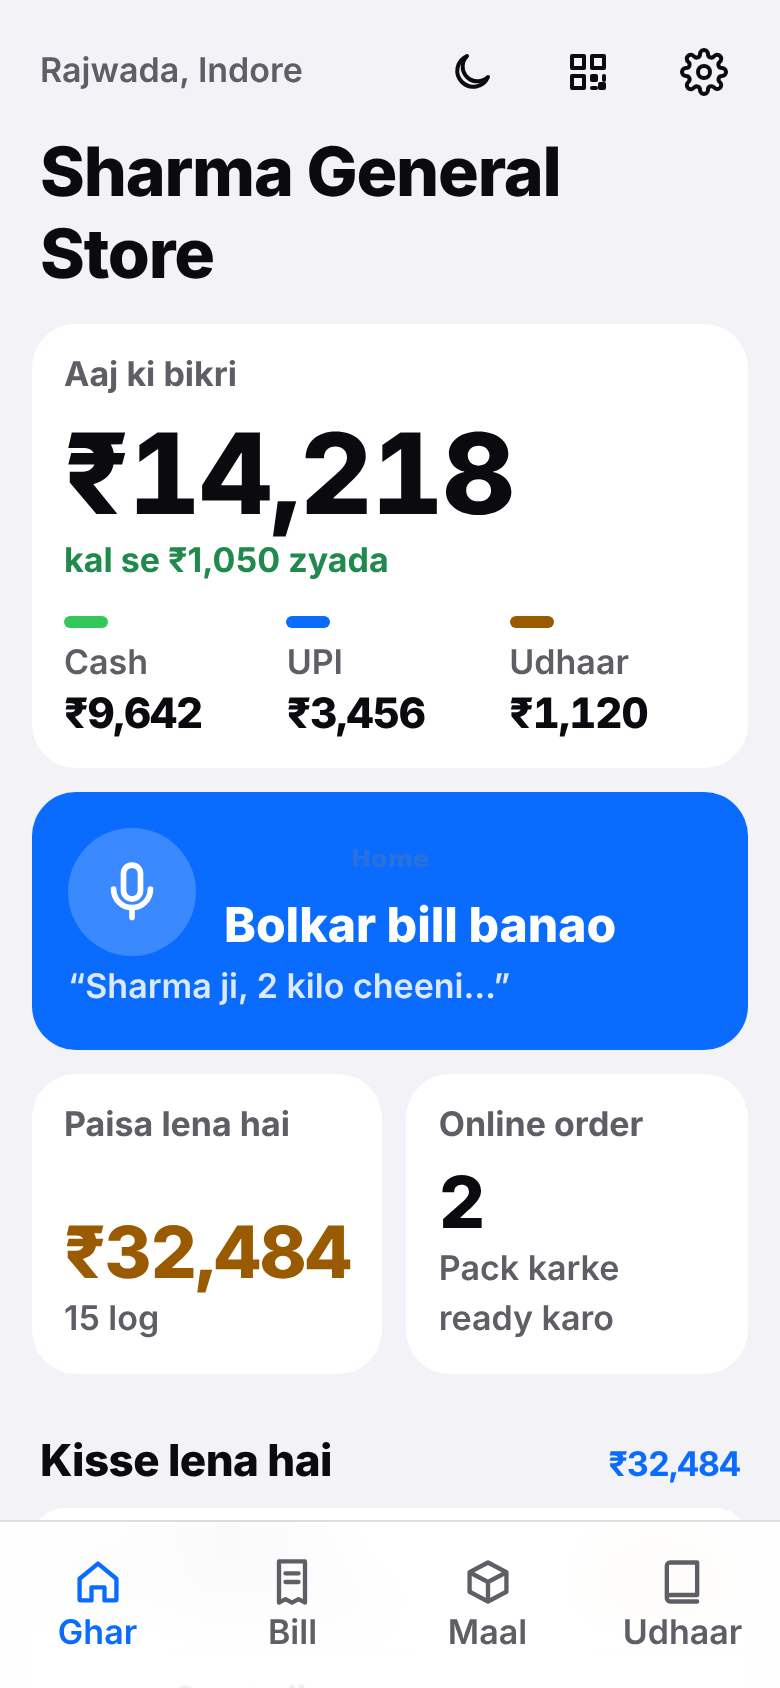 Rajwada, Indore
Sharma General
Store
Aaj ki bikri
₹14,218
kal se ₹1,050 zyada
Cash
UPI
Udhaar
₹9,642
₹3,456
₹1,120
Home
Bolkar bill banao
“Sharma ji, 2 kilo cheeni…”
Paisa lena hai
₹32,484
15 log
Online order
2
Pack karke
ready karo
Kisse lena hai
₹32,484
Ghar
Bill
Maal
Udhaar